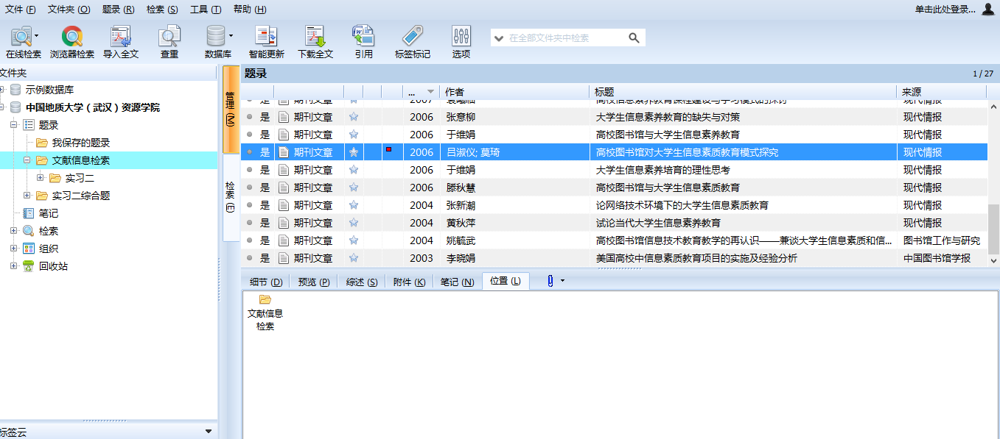 文件 (F) 文件夹 (O) 题录 (R) 检索 (S) 工具 (T) 帮助 (H) 单击此处登录...
在线检索 浏览器检索 导入全文 查重 数据库 智能更新 下载全文 引用 标签标记 选项 在全部文件夹中检索
文件夹
示例数据库
中国地质大学（武汉）资源学院
题录
我保存的题录
文献信息检索
实习二
实习二综合题
笔记
检索
组织
回收站
标签云
管理 (M)
检索 (E)
题录 1 / 27
... 作者 标题 来源
是 期刊文章 2006 张意柳 大学生信息素养教育的缺失与对策 现代情报
是 期刊文章 2006 于维娟 高校图书馆与大学生信息素养教育 现代情报
是 期刊文章 2006 吕淑仪; 莫琦 高校图书馆对大学生信息素质教育模式探究 现代情报
是 期刊文章 2006 于维娟 大学生信息素养培育的理性思考 现代情报
是 期刊文章 2006 滕秋慧 高校图书馆与大学生信息素质教育 现代情报
是 期刊文章 2004 张新潮 论网络技术环境下的大学生信息素质教育 现代情报
是 期刊文章 2004 黄秋萍 试论当代大学生信息素养教育 现代情报
是 期刊文章 2004 姚毓武 高校图书馆信息技术教育教学的再认识——兼谈大学生信息素质和信... 图书馆工作与研究
是 期刊文章 2003 李晓娟 美国高校中信息素质教育项目的实施及经验分析 中国图书馆学报
细节 (D) 预览 (P) 综述 (S) 附件 (K) 笔记 (N) 位置 (L)
文献信息
检索